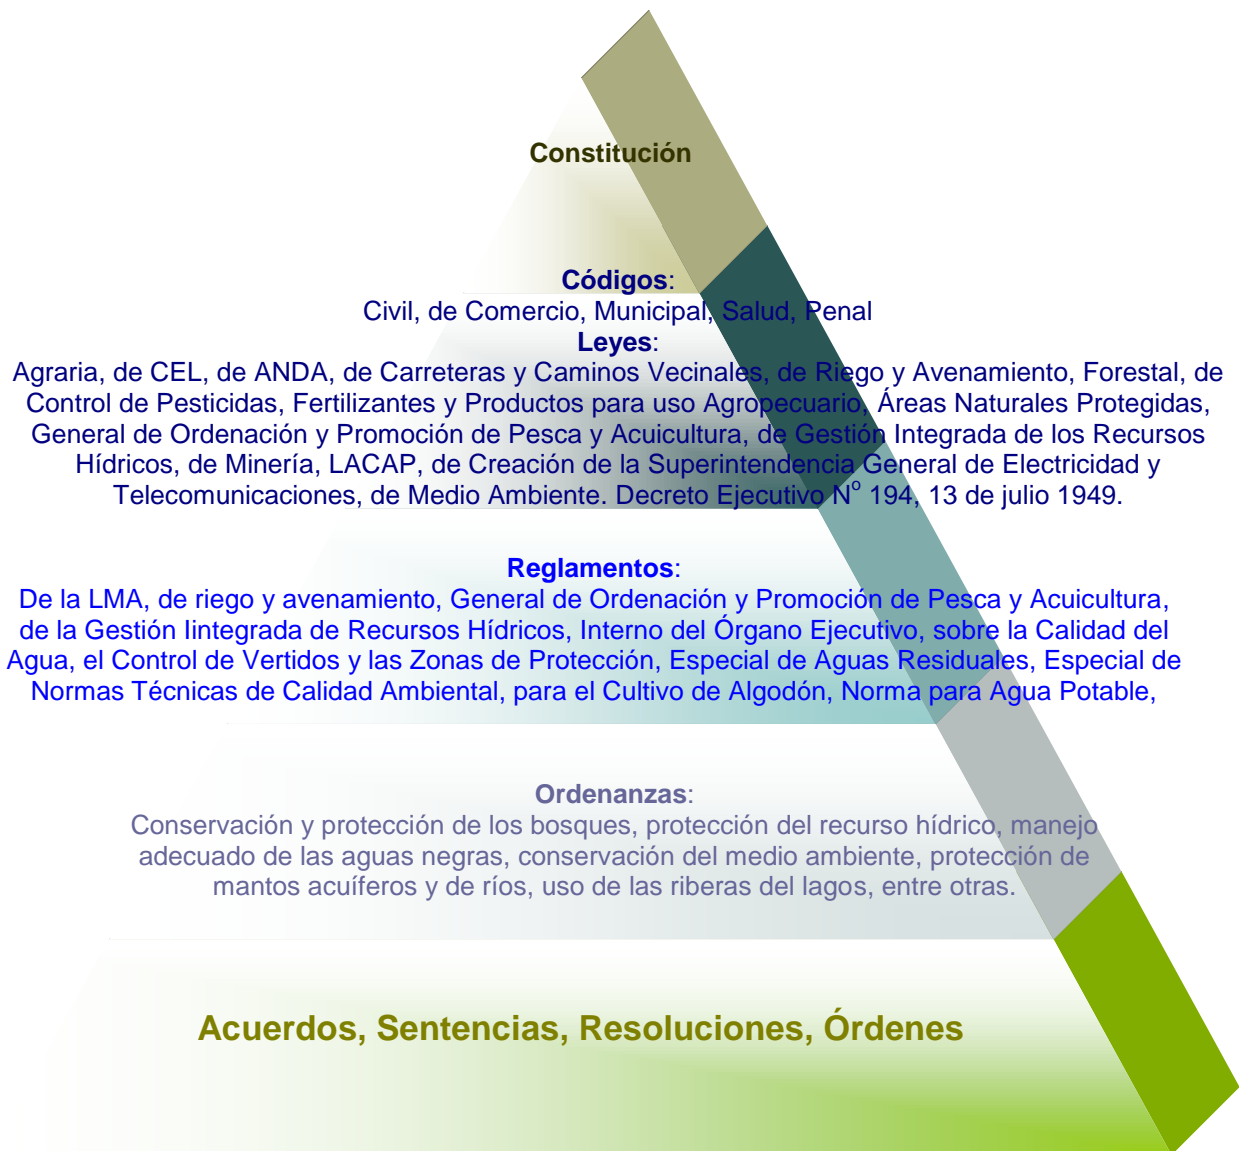 Constitución
Códigos:
Civil, de Comercio, Municipal, Salud, Penal
Leyes:
Agraria, de CEL, de ANDA, de Carreteras y Caminos Vecinales, de Riego y Avenamiento, Forestal, de
Control de Pesticidas, Fertilizantes y Productos para uso Agropecuario, Áreas Naturales Protegidas,
General de Ordenación y Promoción de Pesca y Acuicultura, de Gestión Integrada de los Recursos
Hídricos, de Minería, LACAP, de Creación de la Superintendencia General de Electricidad y
Telecomunicaciones, de Medio Ambiente. Decreto Ejecutivo Nº 194, 13 de julio 1949.
Reglamentos:
De la LMA, de riego y avenamiento, General de Ordenación y Promoción de Pesca y Acuicultura,
de la Gestión Iintegrada de Recursos Hídricos, Interno del Órgano Ejecutivo, sobre la Calidad del
Agua, el Control de Vertidos y las Zonas de Protección, Especial de Aguas Residuales, Especial de
Normas Técnicas de Calidad Ambiental, para el Cultivo de Algodón, Norma para Agua Potable,
Ordenanzas:
Conservación y protección de los bosques, protección del recurso hídrico, manejo
adecuado de las aguas negras, conservación del medio ambiente, protección de
mantos acuíferos y de ríos, uso de las riberas del lagos, entre otras.
Acuerdos, Sentencias, Resoluciones, Órdenes